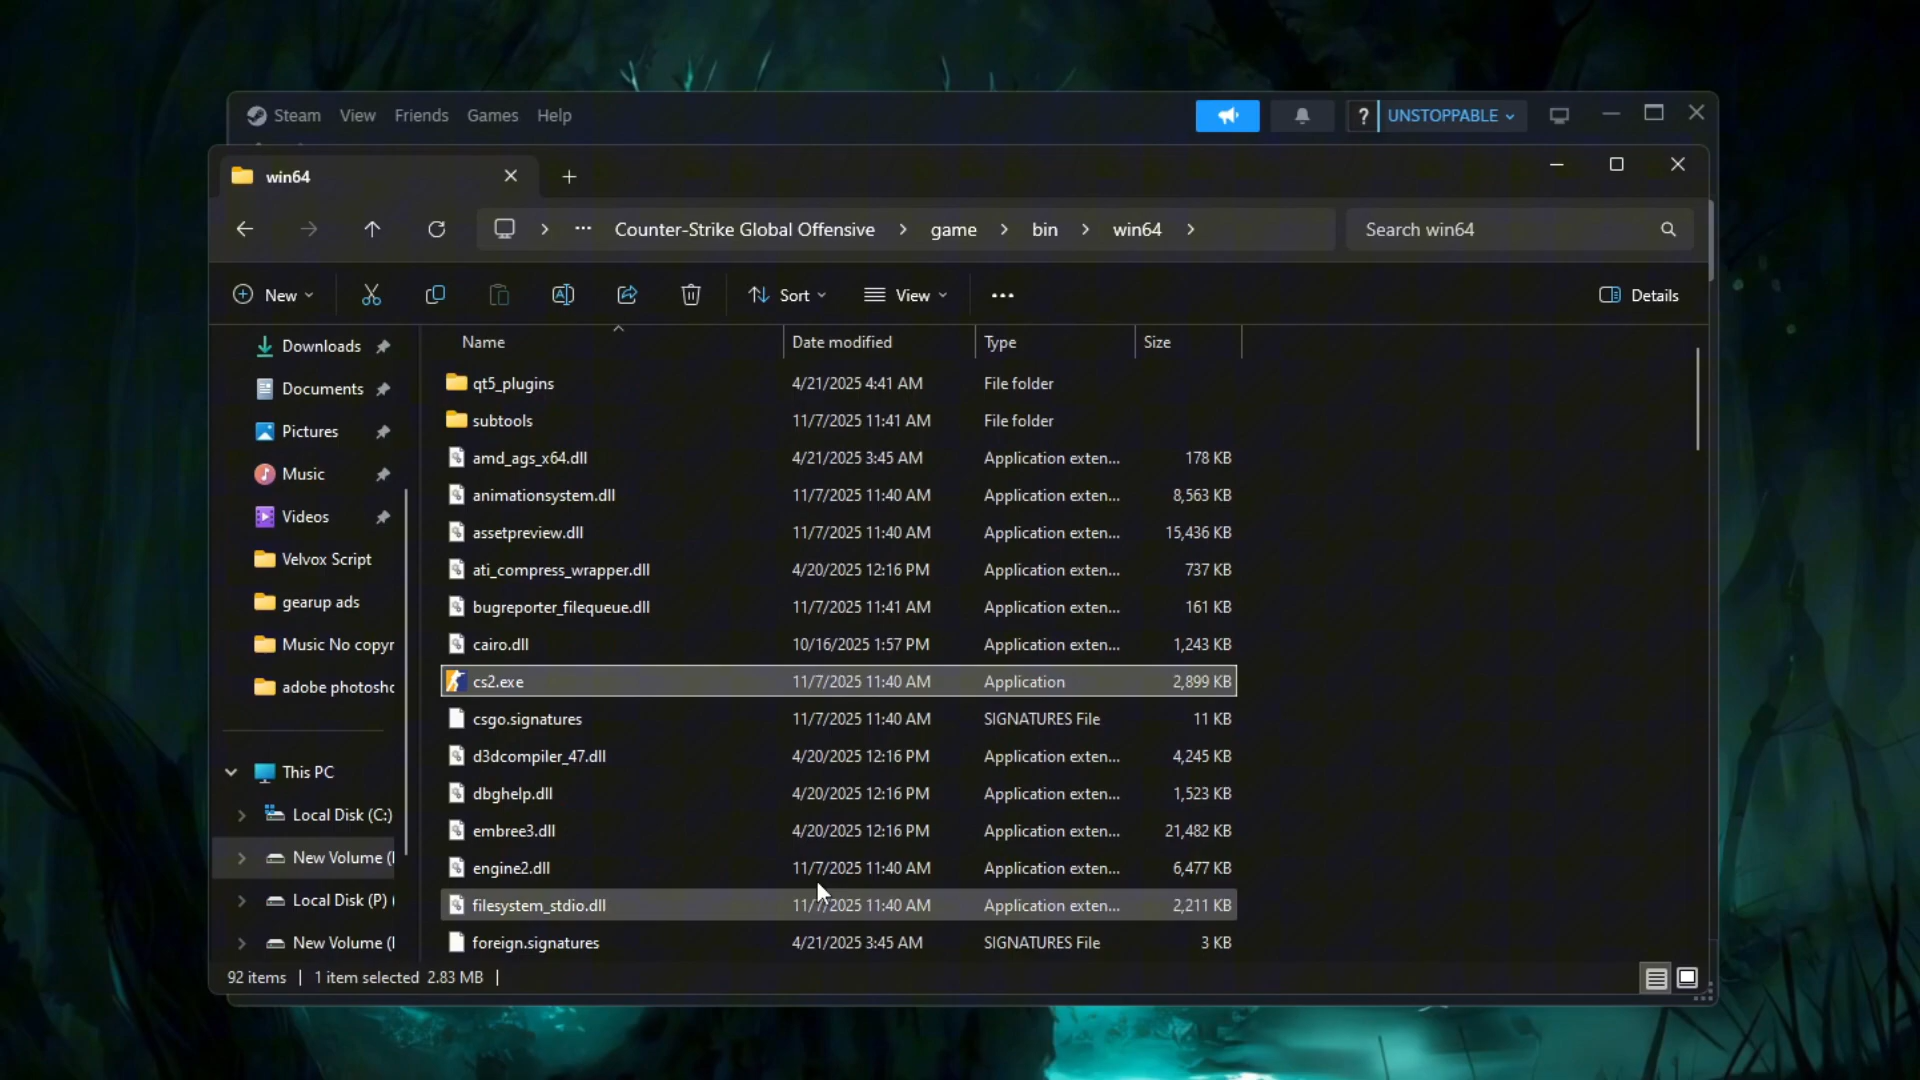 Steam View Friends Games Help ? UNSTOPPABLE
win64
Counter-Strike Global Offensive > game > bin > win64 > Search win64
New Sort View ... Details
Name Date modified Type Size
Downloads
Documents
Pictures
Music
Videos
Velvox Script
gearup ads
Music No copyr
adobe photosho
This PC
Local Disk (C:)
New Volume (
Local Disk (P) (
New Volume (
qt5_plugins 4/21/2025 4:41 AM File folder
subtools 11/7/2025 11:41 AM File folder
amd_ags_x64.dll 4/21/2025 3:45 AM Application exten... 178 KB
animationsystem.dll 11/7/2025 11:40 AM Application exten... 8,563 KB
assetpreview.dll 11/7/2025 11:40 AM Application exten... 15,436 KB
ati_compress_wrapper.dll 4/20/2025 12:16 PM Application exten... 737 KB
bugreporter_filequeue.dll 11/7/2025 11:41 AM Application exten... 161 KB
cairo.dll 10/16/2025 1:57 PM Application exten... 1,243 KB
cs2.exe 11/7/2025 11:40 AM Application 2,899 KB
csgo.signatures 11/7/2025 11:40 AM SIGNATURES File 11 KB
d3dcompiler_47.dll 4/20/2025 12:16 PM Application exten... 4,245 KB
dbghelp.dll 4/20/2025 12:16 PM Application exten... 1,523 KB
embree3.dll 4/20/2025 12:16 PM Application exten... 21,482 KB
engine2.dll 11/7/2025 11:40 AM Application exten... 6,477 KB
filesystem_stdio.dll 11/7/2025 11:40 AM Application exten... 2,211 KB
foreign.signatures 4/21/2025 3:45 AM SIGNATURES File 3 KB
92 items | 1 item selected 2.83 MB |